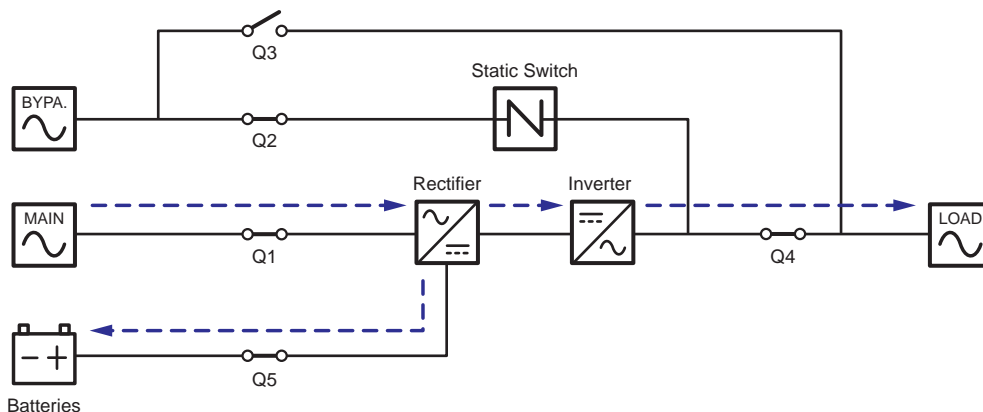 Q3
Static Switch
BYPA.
Q2
Rectifier
Inverter
MAIN
LOAD
Q1
Q4
Q5
Batteries